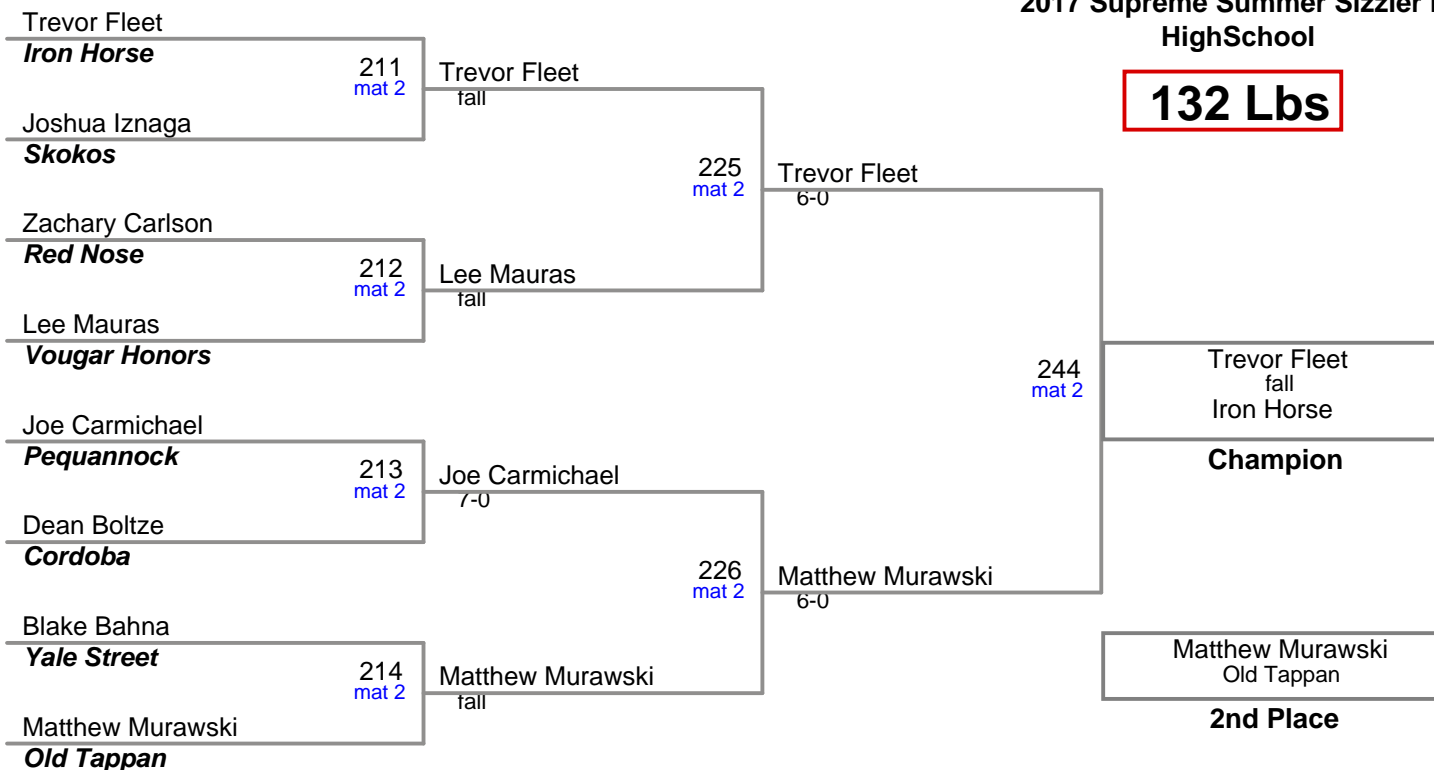 2017 Supreme Summer Sizzler
HighSchool
132 Lbs
Trevor Fleet
Iron Horse
211
mat 2
Joshua Iznaga
Skokos
Trevor Fleet
fall
Zachary Carlson
Red Nose
212
mat 2
Lee Mauras
Vougar Honors
Lee Mauras
fall
225
mat 2
Trevor Fleet
6-0
Joe Carmichael
Pequannock
213
mat 2
Dean Boltze
Cordoba
Joe Carmichael
7-0
Blake Bahna
Yale Street
214
mat 2
Matthew Murawski
Old Tappan
Matthew Murawski
fall
226
mat 2
Matthew Murawski
6-0
244
mat 2
Trevor Fleet
fall
Iron Horse
Champion
Matthew Murawski
Old Tappan
2nd Place